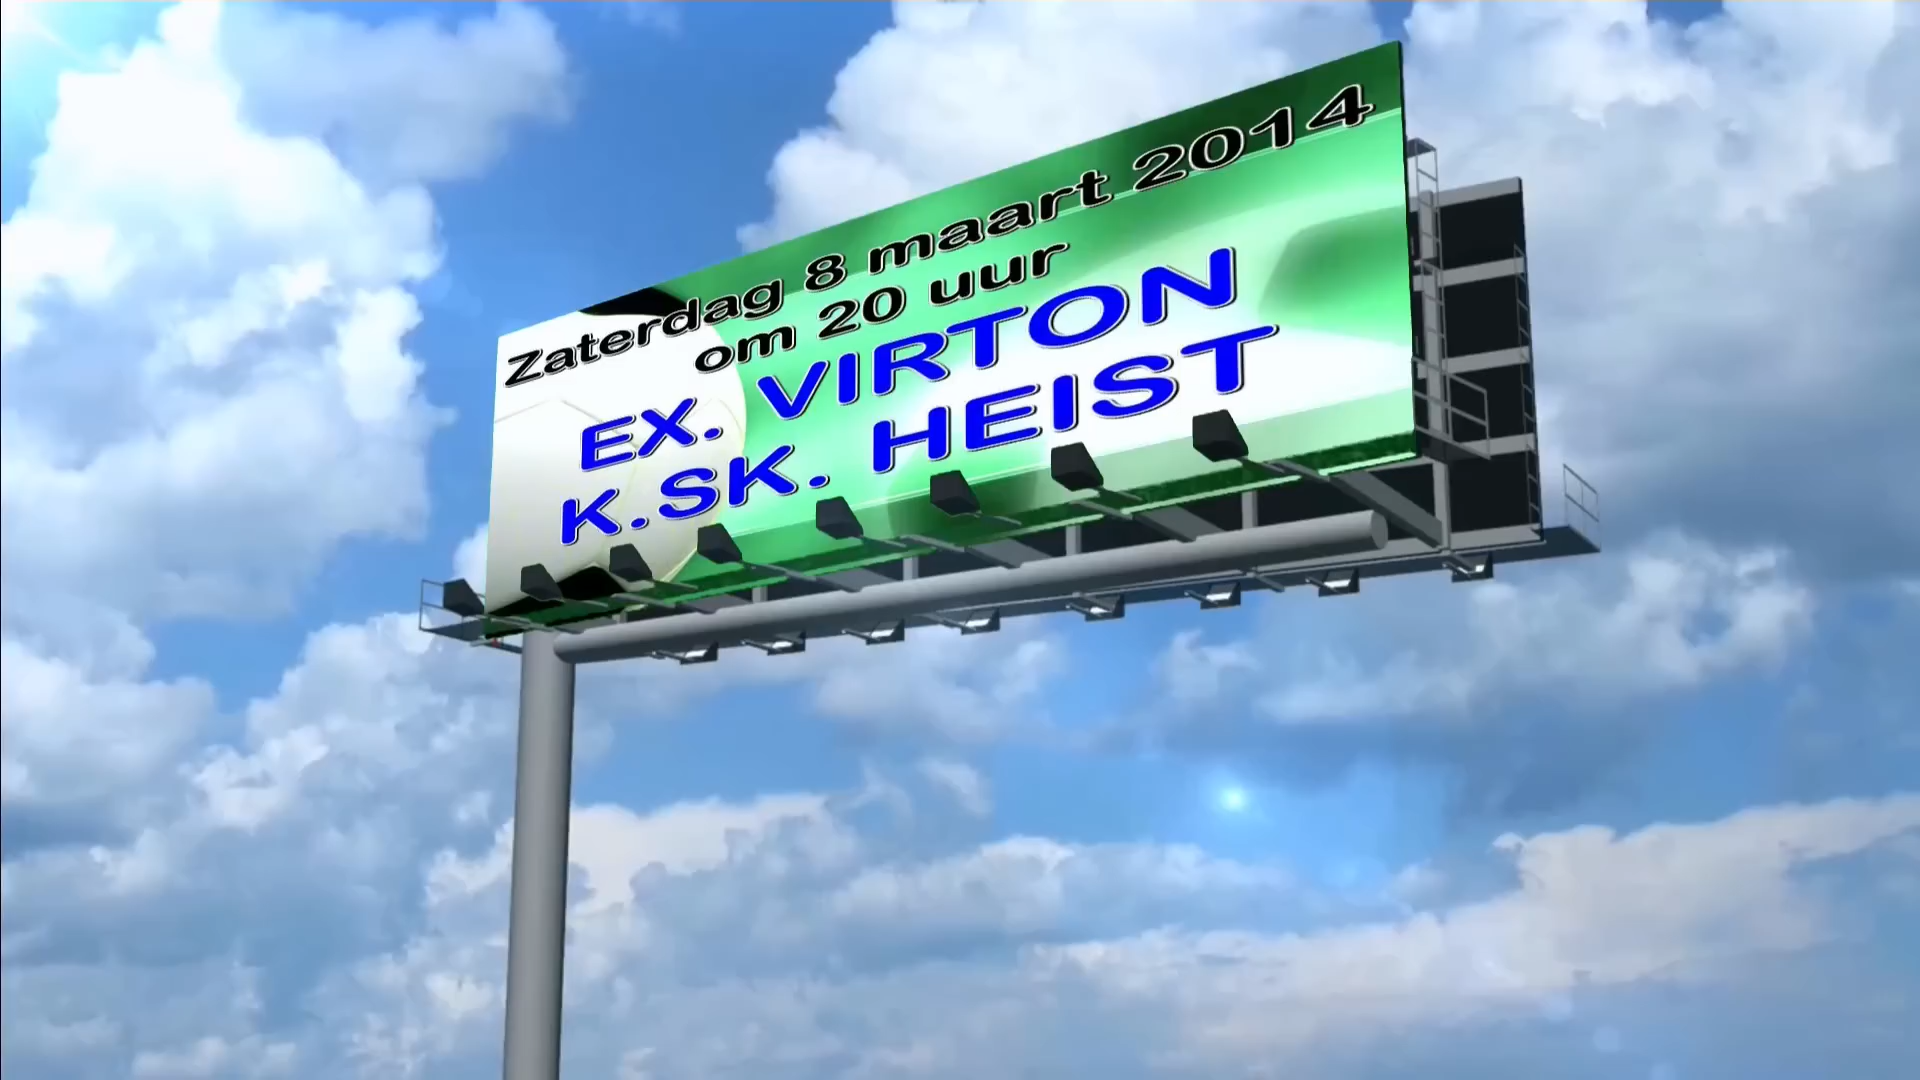 Zaterdag 8 maart 2014
om 20 uur
EX. VIRTON
K.SK. HEIST